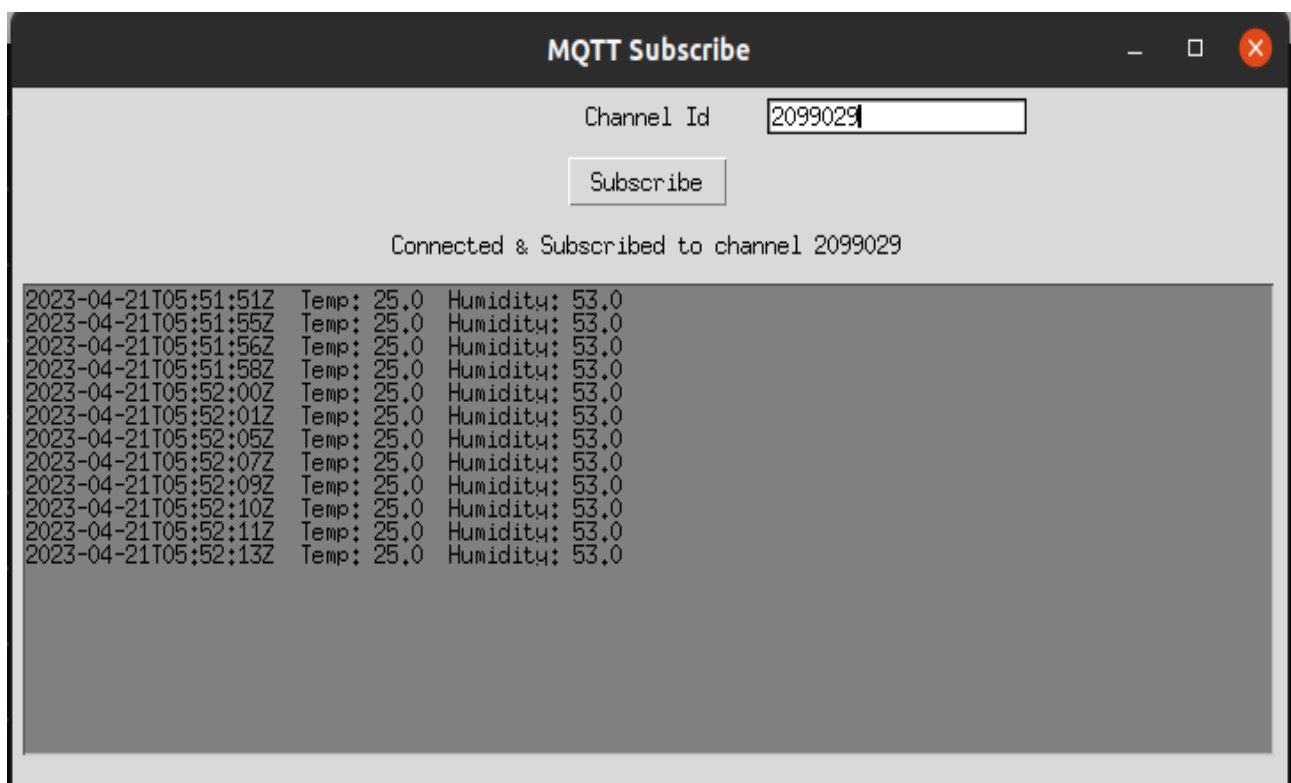 MQTT Subscribe
Channel Id 2099029
Subscribe
Connected & Subscribed to channel 2099029
2023-04-21T05:51:51Z Temp: 25.0 Humidity: 53.0
2023-04-21T05:51:55Z Temp: 25.0 Humidity: 53.0
2023-04-21T05:51:56Z Temp: 25.0 Humidity: 53.0
2023-04-21T05:51:58Z Temp: 25.0 Humidity: 53.0
2023-04-21T05:52:00Z Temp: 25.0 Humidity: 53.0
2023-04-21T05:52:01Z Temp: 25.0 Humidity: 53.0
2023-04-21T05:52:05Z Temp: 25.0 Humidity: 53.0
2023-04-21T05:52:07Z Temp: 25.0 Humidity: 53.0
2023-04-21T05:52:09Z Temp: 25.0 Humidity: 53.0
2023-04-21T05:52:10Z Temp: 25.0 Humidity: 53.0
2023-04-21T05:52:11Z Temp: 25.0 Humidity: 53.0
2023-04-21T05:52:13Z Temp: 25.0 Humidity: 53.0